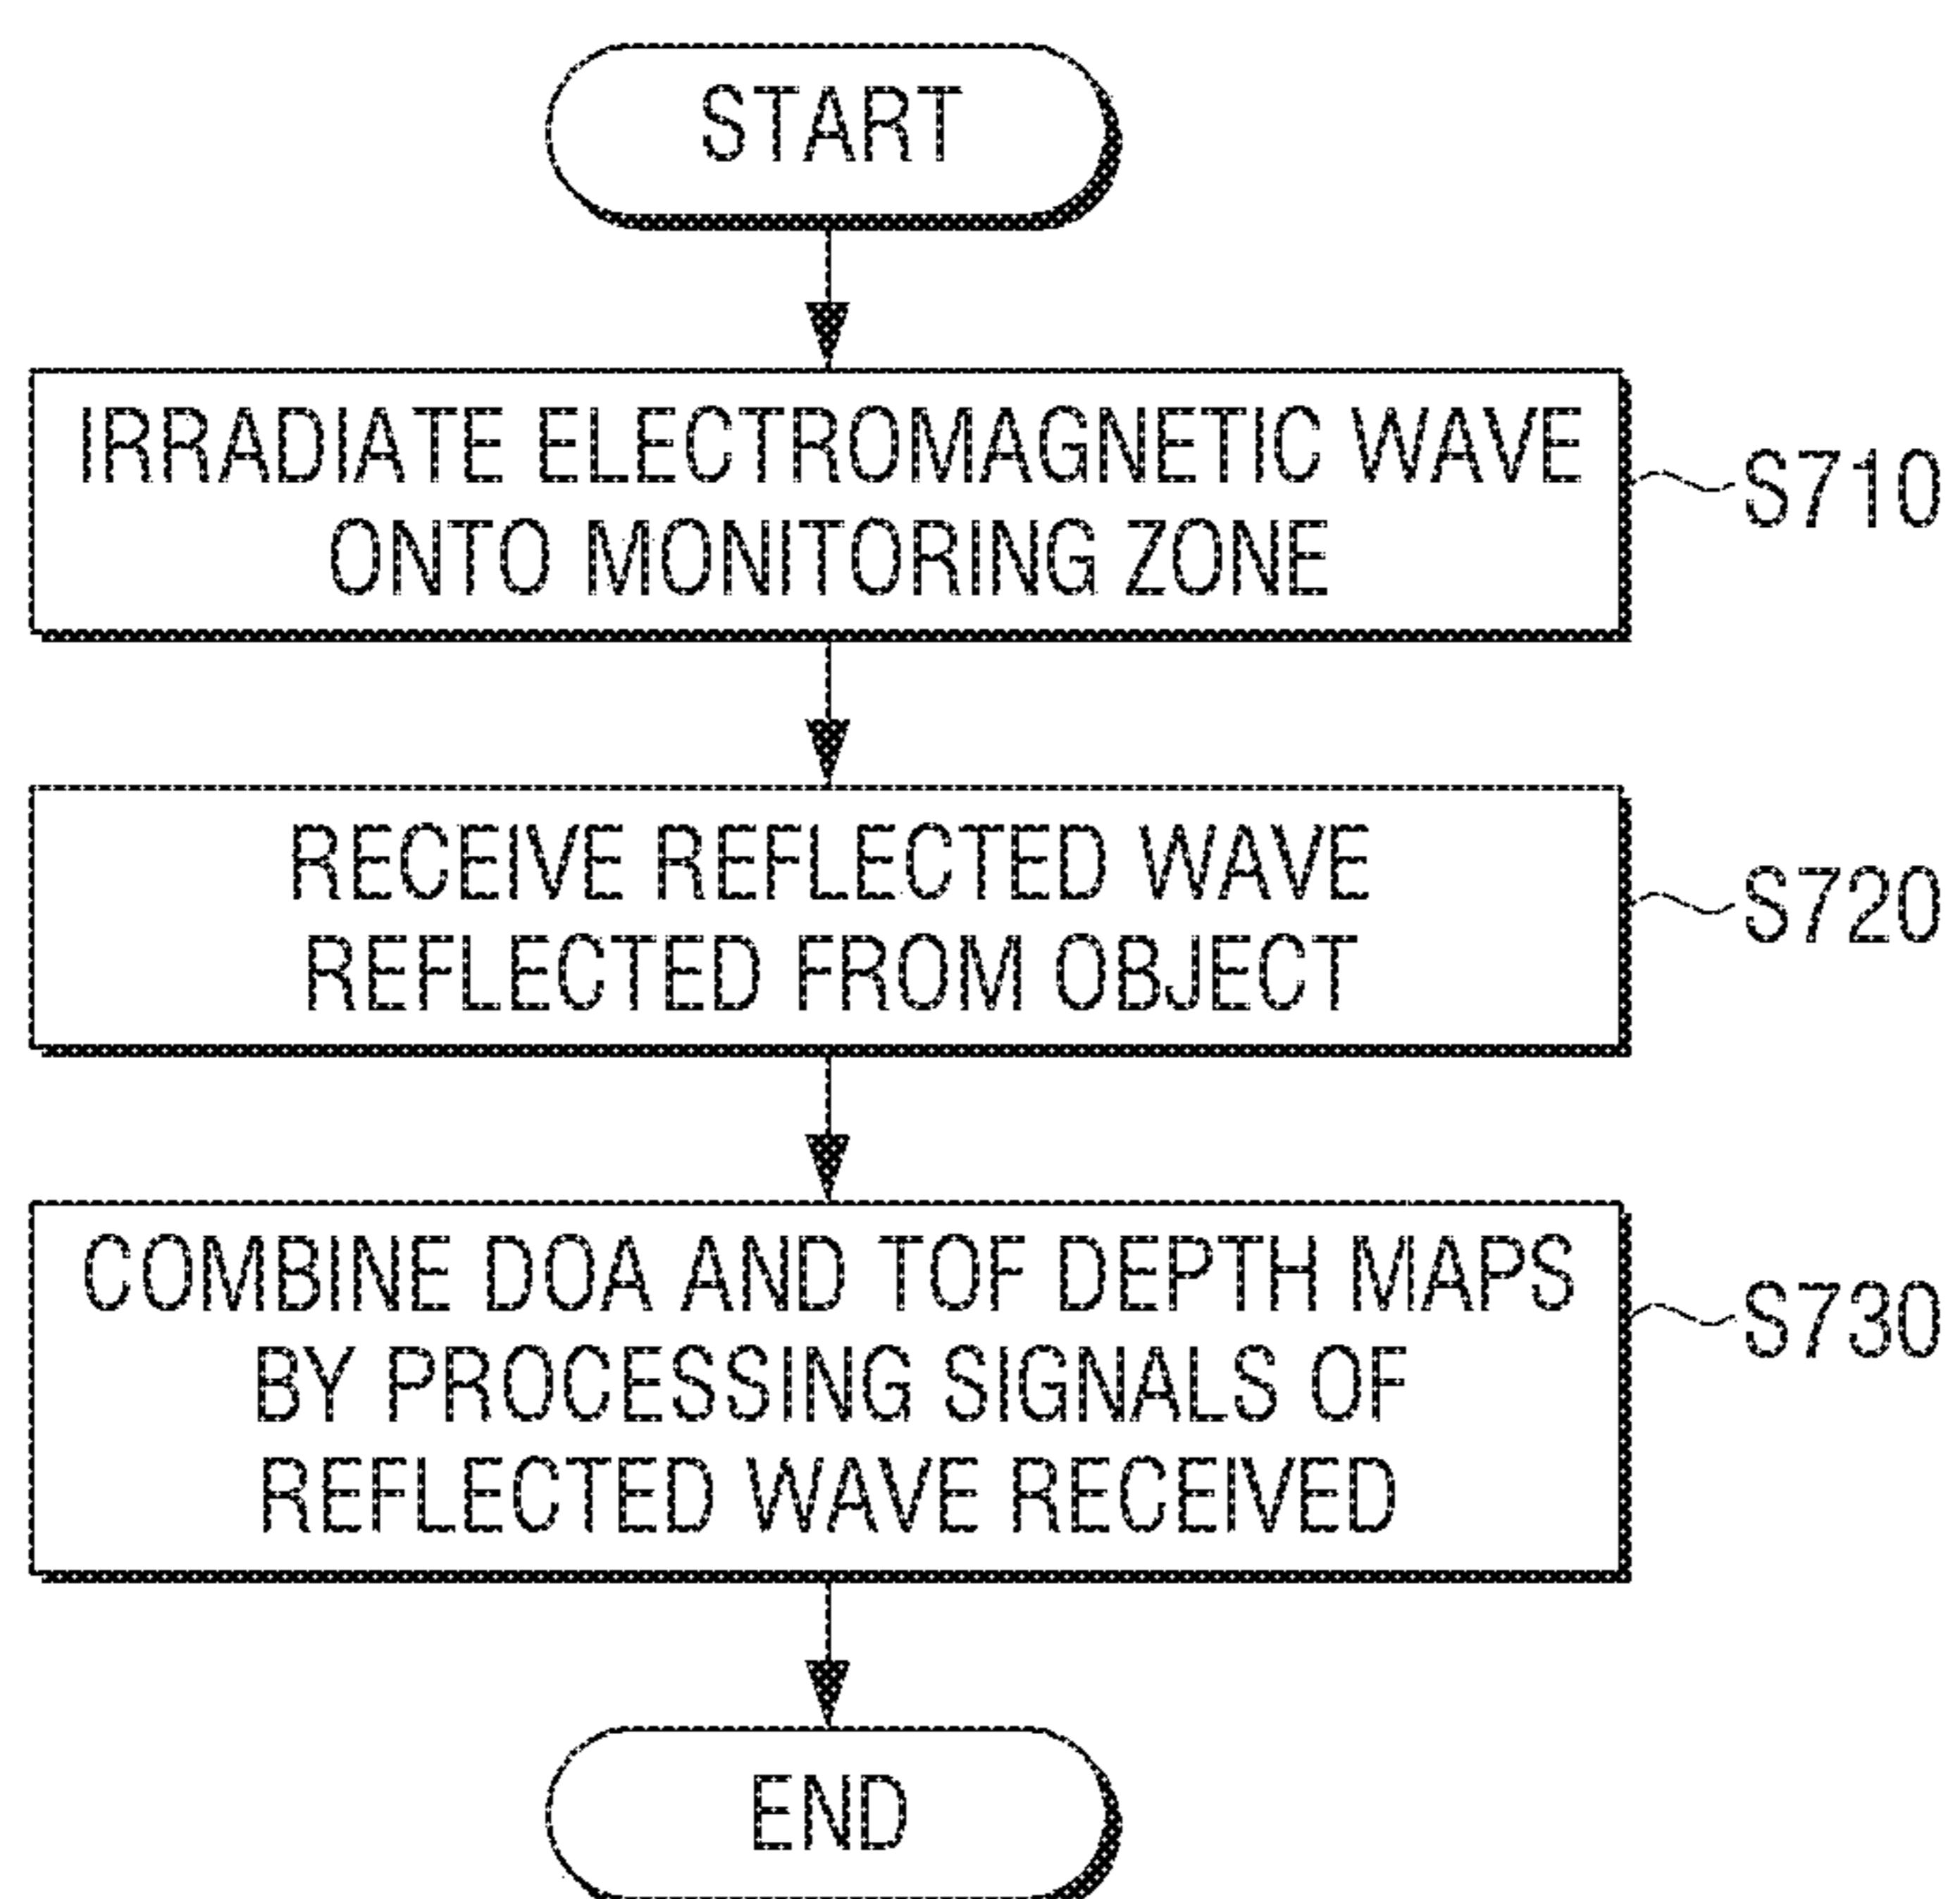 START
IRRADIATE ELECTROMAGNETIC WAVE
ONTO MONITORING ZONE
S710
RECEIVE REFLECTED WAVE
REFLECTED FROM OBJECT
S720
COMBINE DOA AND TOF DEPTH MAPS
BY PROCESSING SIGNALS OF
REFLECTED WAVE RECEIVED
S730
END